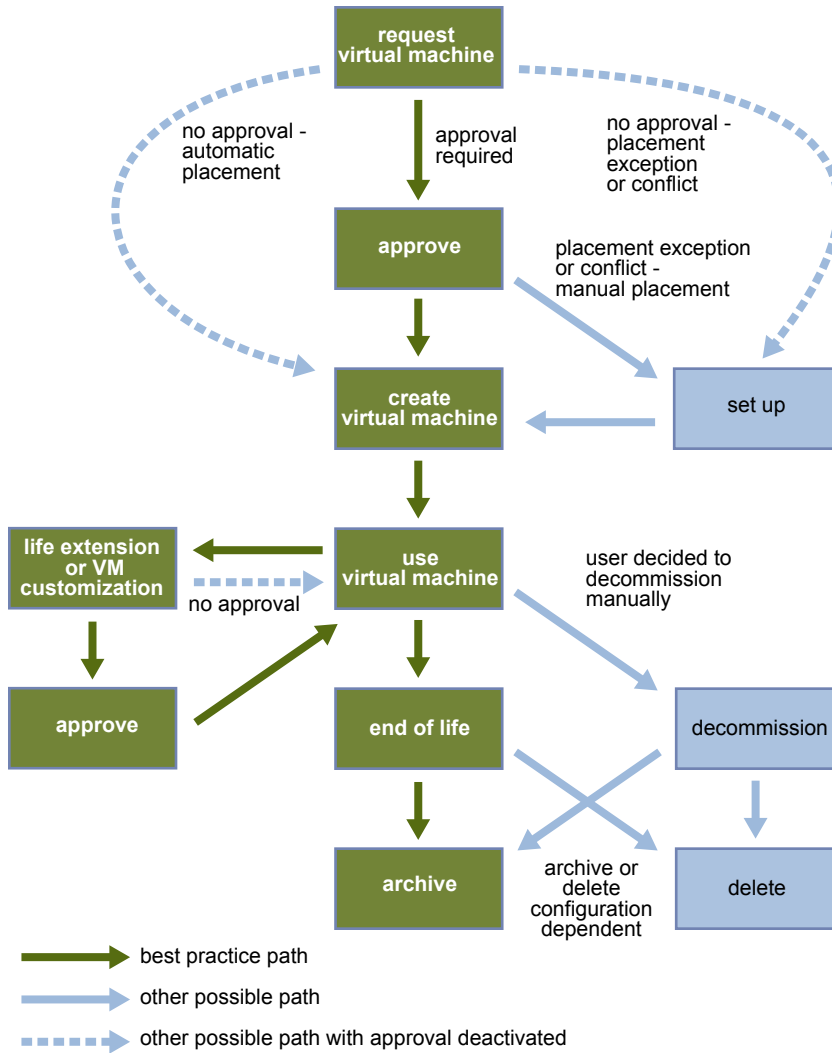 request
virtual machine
no approval -
automatic
placement
approval
required
no approval -
placement
exception
or conflict
approve
placement exception
or conflict -
manual placement
create
virtual machine
set up
life extension
or VM
customization
no approval
use
virtual machine
user decided to
decommission
manually
approve
end of life
decommission
archive
archive or
delete
configuration
dependent
delete
best practice path
other possible path
other possible path with approval deactivated